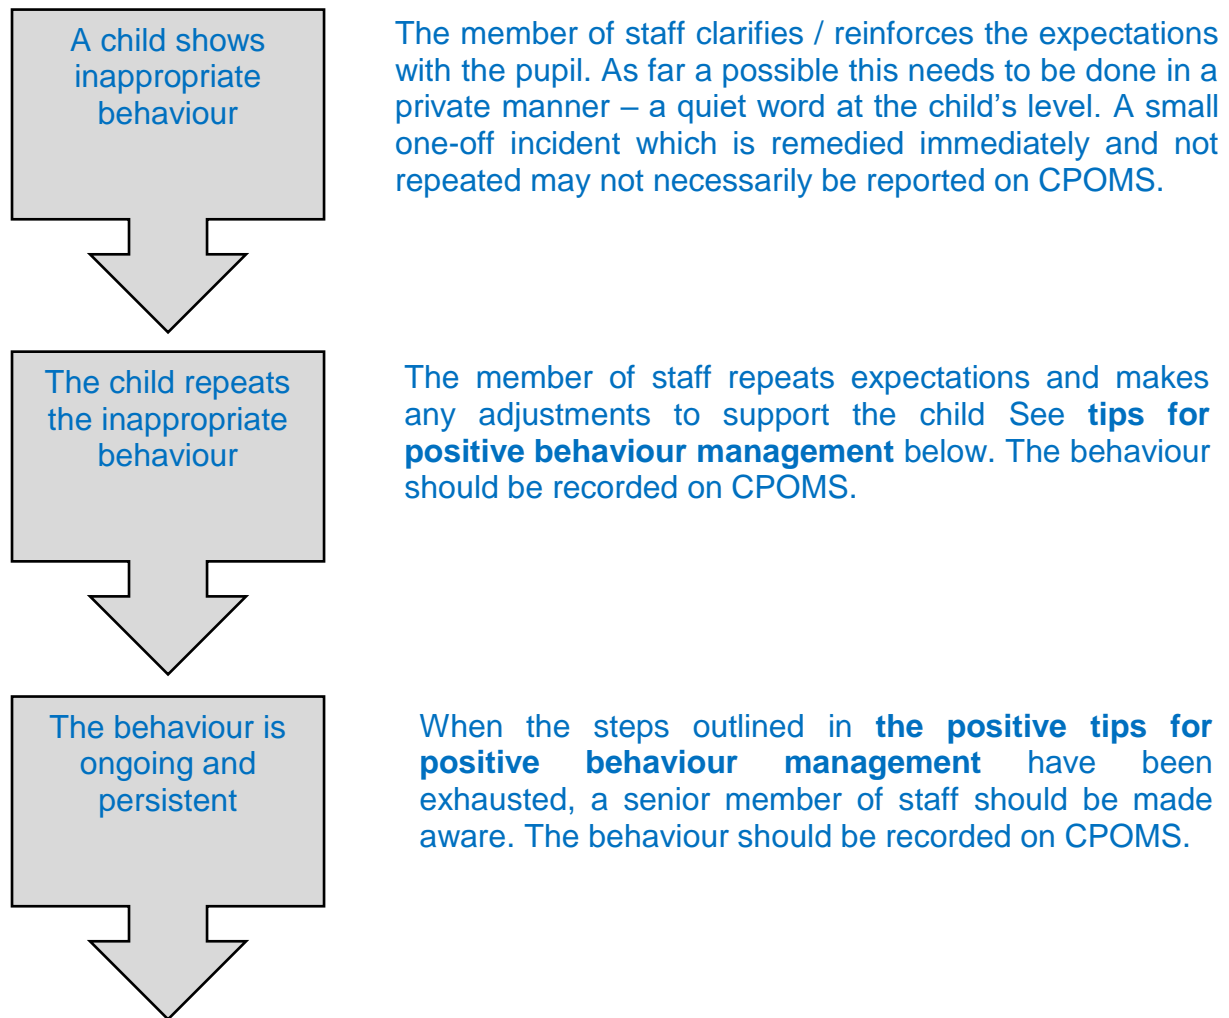 A child shows
inappropriate
behaviour
The member of staff clarifies / reinforces the expectations
with the pupil. As far a possible this needs to be done in a
private manner – a quiet word at the child’s level. A small
one-off incident which is remedied immediately and not
repeated may not necessarily be reported on CPOMS.
The child repeats
the inappropriate
behaviour
The member of staff repeats expectations and makes
any adjustments to support the child See tips for
positive behaviour management below. The behaviour
should be recorded on CPOMS.
The behaviour is
ongoing and
persistent
When the steps outlined in the positive tips for
positive behaviour management have been
exhausted, a senior member of staff should be made
aware. The behaviour should be recorded on CPOMS.